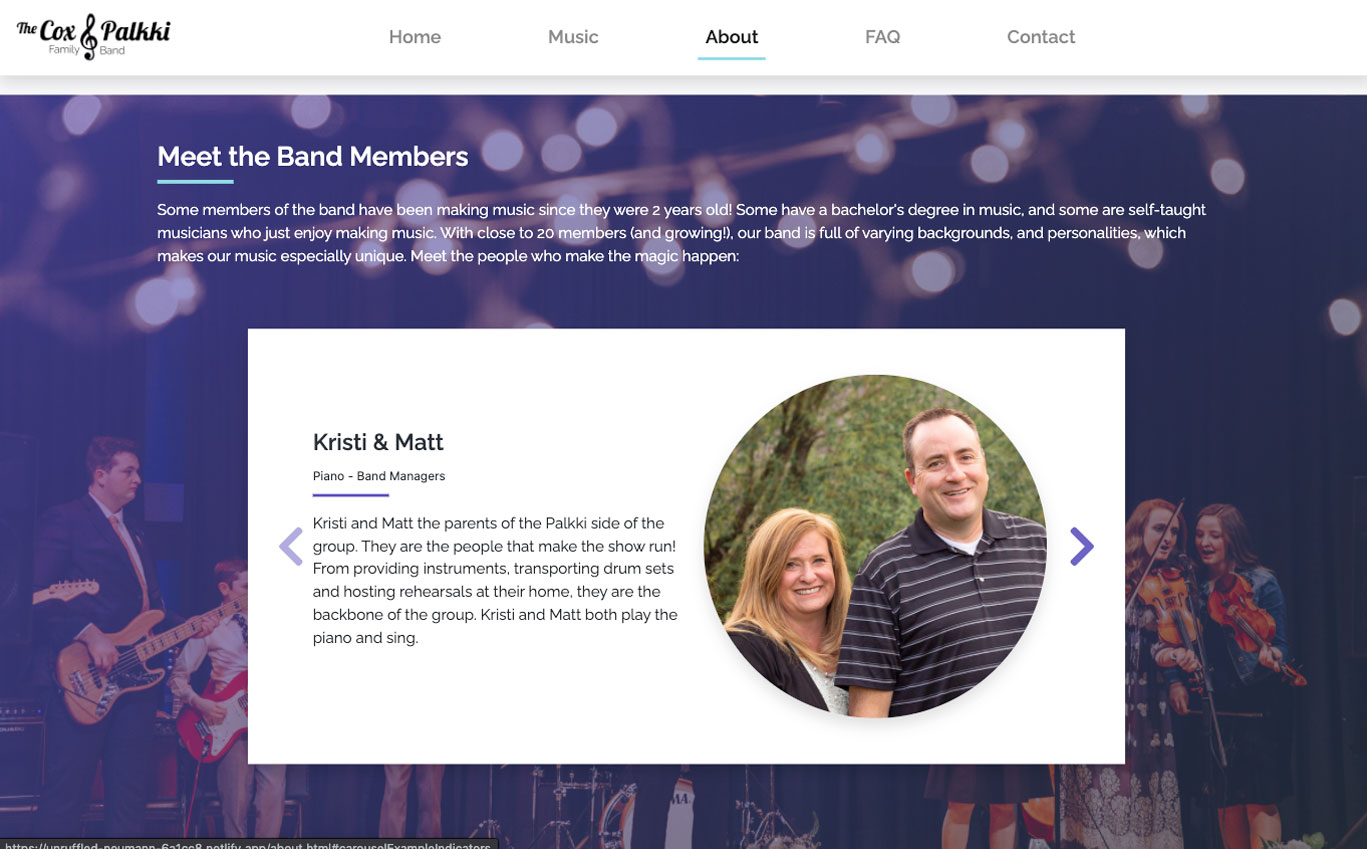 The Cox & Palkki
Family Band
Home Music About FAQ Contact
Meet the Band Members
Some members of the band have been making music since they were 2 years old! Some have a bachelor's degree in music, and some are self-taught
musicians who just enjoy making music. With close to 20 members (and growing!), our band is full of varying backgrounds, and personalities, which
makes our music especially unique. Meet the people who make the magic happen:
Kristi & Matt
Piano - Band Managers
Kristi and Matt the parents of the Palkki side of the
group. They are the people that make the show run!
From providing instruments, transporting drum sets
and hosting rehearsals at their home, they are the
backbone of the group. Kristi and Matt both play the
piano and sing.
https://unruffled-neumann-6a1cc8.netlify.app/about.html#carouselExampleIndicators